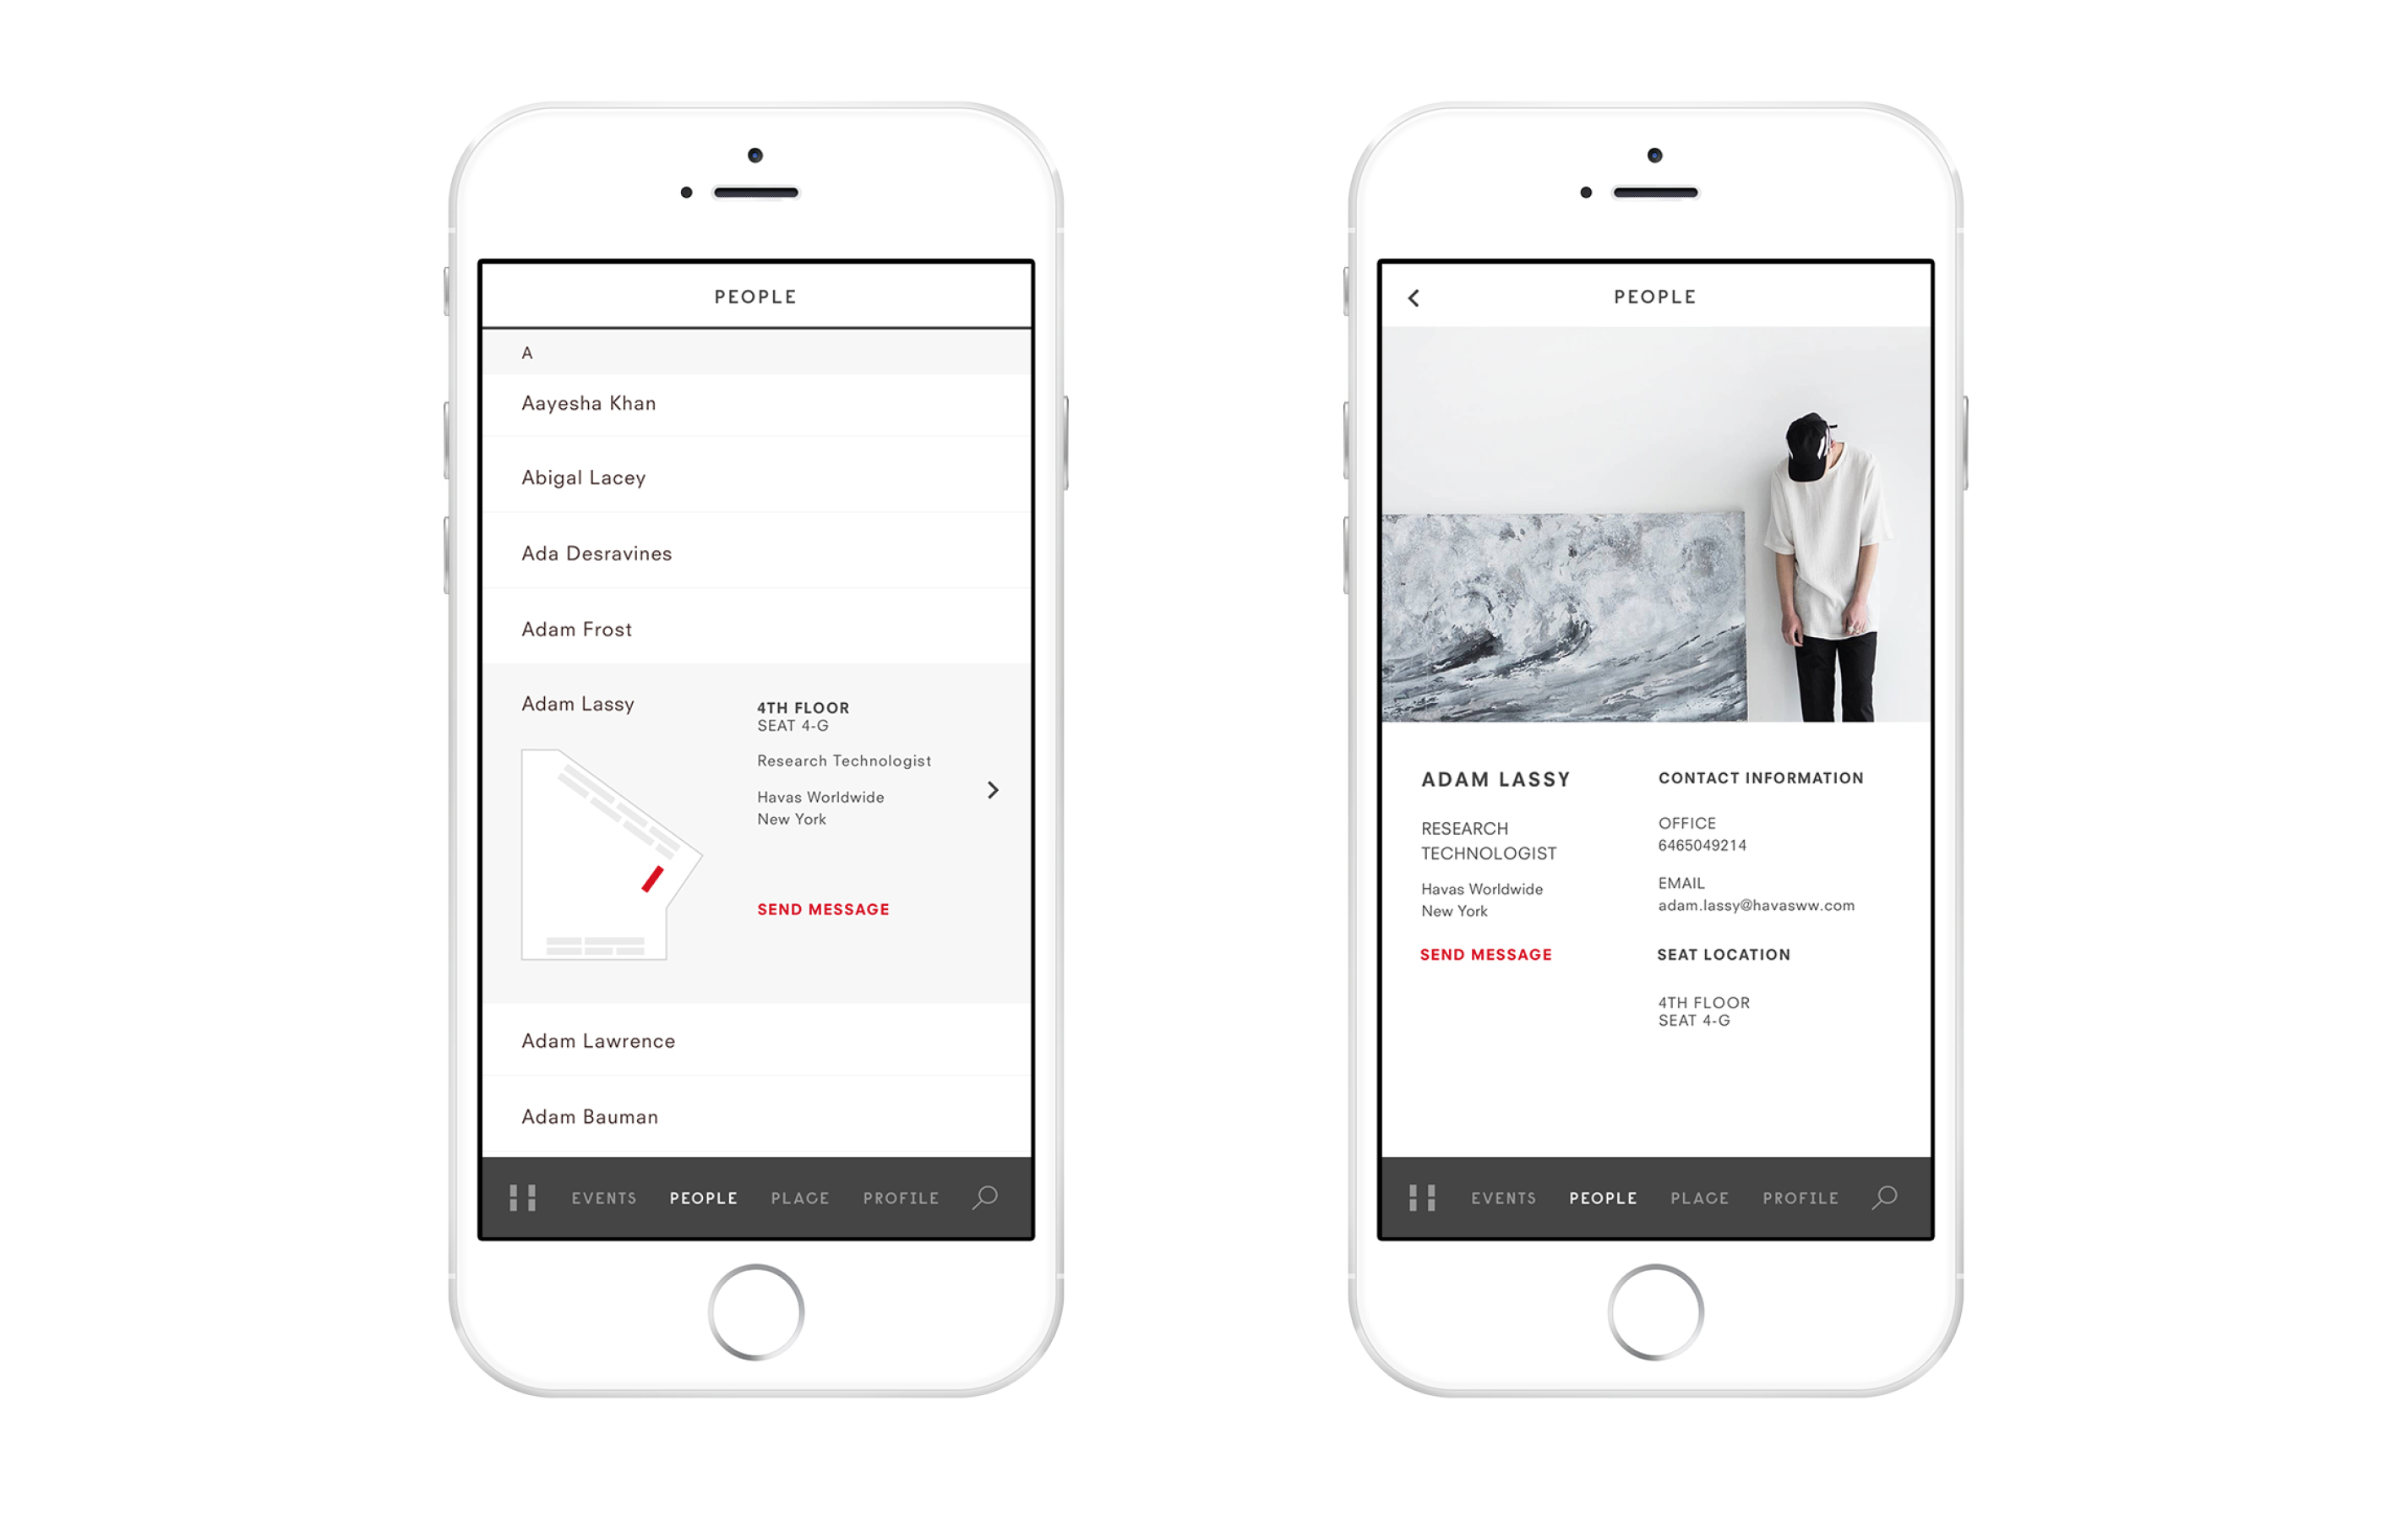 PEOPLE
A
Aayesha Khan
Abigal Lacey
Ada Desravines
Adam Frost
Adam Lassy
4TH FLOOR
SEAT 4-G
Research Technologist
Havas Worldwide
New York
SEND MESSAGE
Adam Lawrence
Adam Bauman
EVENTS PEOPLE PLACE PROFILE
PEOPLE
ADAM LASSY
RESEARCH
TECHNOLOGIST
Havas Worldwide
New York
SEND MESSAGE
CONTACT INFORMATION
OFFICE
6465049214
EMAIL
adam.lassy@havasww.com
SEAT LOCATION
4TH FLOOR
SEAT 4-G
EVENTS PEOPLE PLACE PROFILE